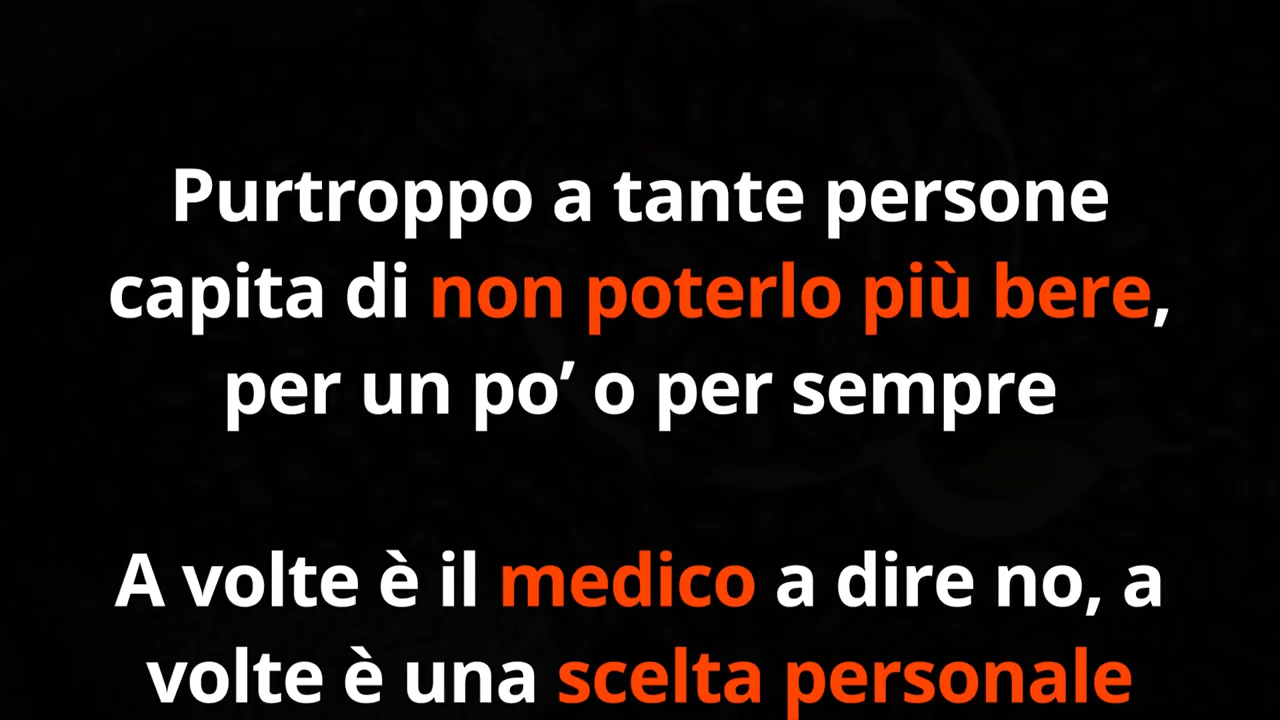 Purtroppo a tante persone
capita di non poterlo più bere,
per un po’ o per sempre
A volte è il medico a dire no, a
volte è una scelta personale